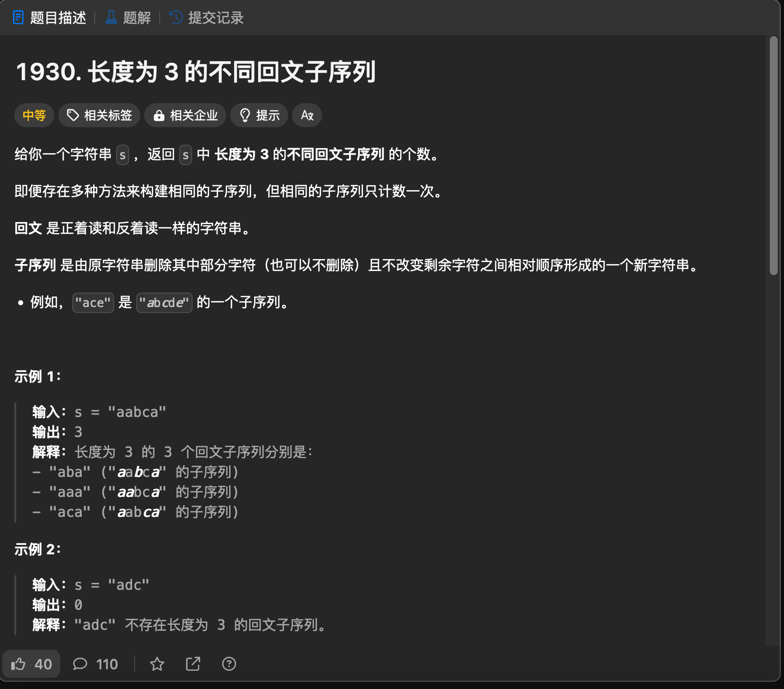 题目描述 题解 提交记录
1930. 长度为 3 的不同回文子序列
中等 相关标签 相关企业 提示 A文
给你一个字符串 s ，返回 s 中 长度为 3 的不同回文子序列 的个数。
即便存在多种方法来构建相同的子序列，但相同的子序列只计数一次。
回文 是正着读和反着读一样的字符串。
子序列 是由原字符串删除其中部分字符（也可以不删除）且不改变剩余字符之间相对顺序形成的一个新字符串。
• 例如，"ace" 是 "abcde" 的一个子序列。
示例 1：
输入：s = "aabca"
输出：3
解释：长度为 3 的 3 个回文子序列分别是：
- "aba" ("aabca" 的子序列)
- "aaa" ("aabca" 的子序列)
- "aca" ("aabca" 的子序列)
示例 2：
输入：s = "adc"
输出：0
解释："adc" 不存在长度为 3 的回文子序列。
40 110